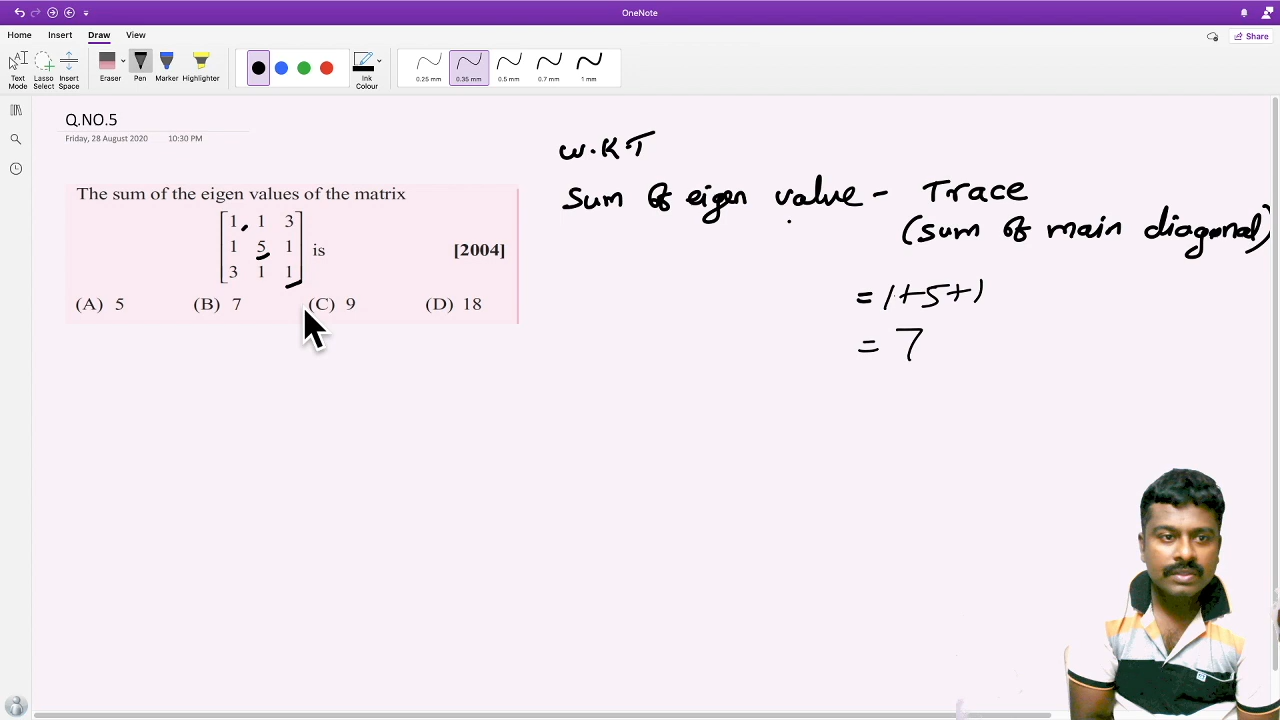 OneNote
Home Insert Draw View
Share
Text Mode
Lasso Select
Insert Space
Eraser
Pen
Marker
Highlighter
Ink Colour
0.25 mm
0.35 mm
0.5 mm
0.7 mm
1 mm
Q.NO.5
Friday, 28 August 2020 10:30 PM
The sum of the eigen values of the matrix
1 1 3
1 5 1 is
3 1 1
[2004]
(A) 5 (B) 7 (C) 9 (D) 18
W.K.T
Sum of eigen value - Trace
(sum of main diagonal)
= 1+5+1
= 7